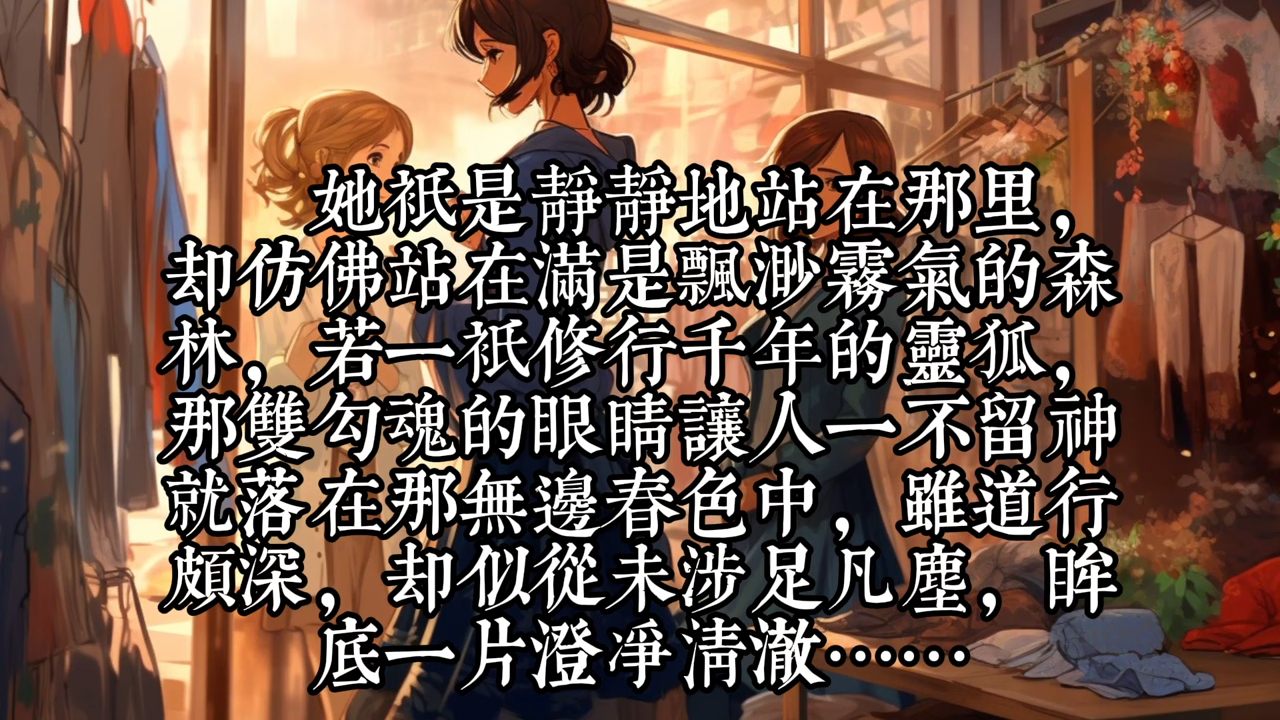 她衹是靜靜地站在那里，
却仿佛站在滿是飄渺霧氣的森
林，若一衹修行千年的靈狐，
那雙勾魂的眼睛讓人一不留神
就落在那無邊春色中，雖道行
頗深，却似從未涉足凡塵，眸
底一片澄凈清澈……